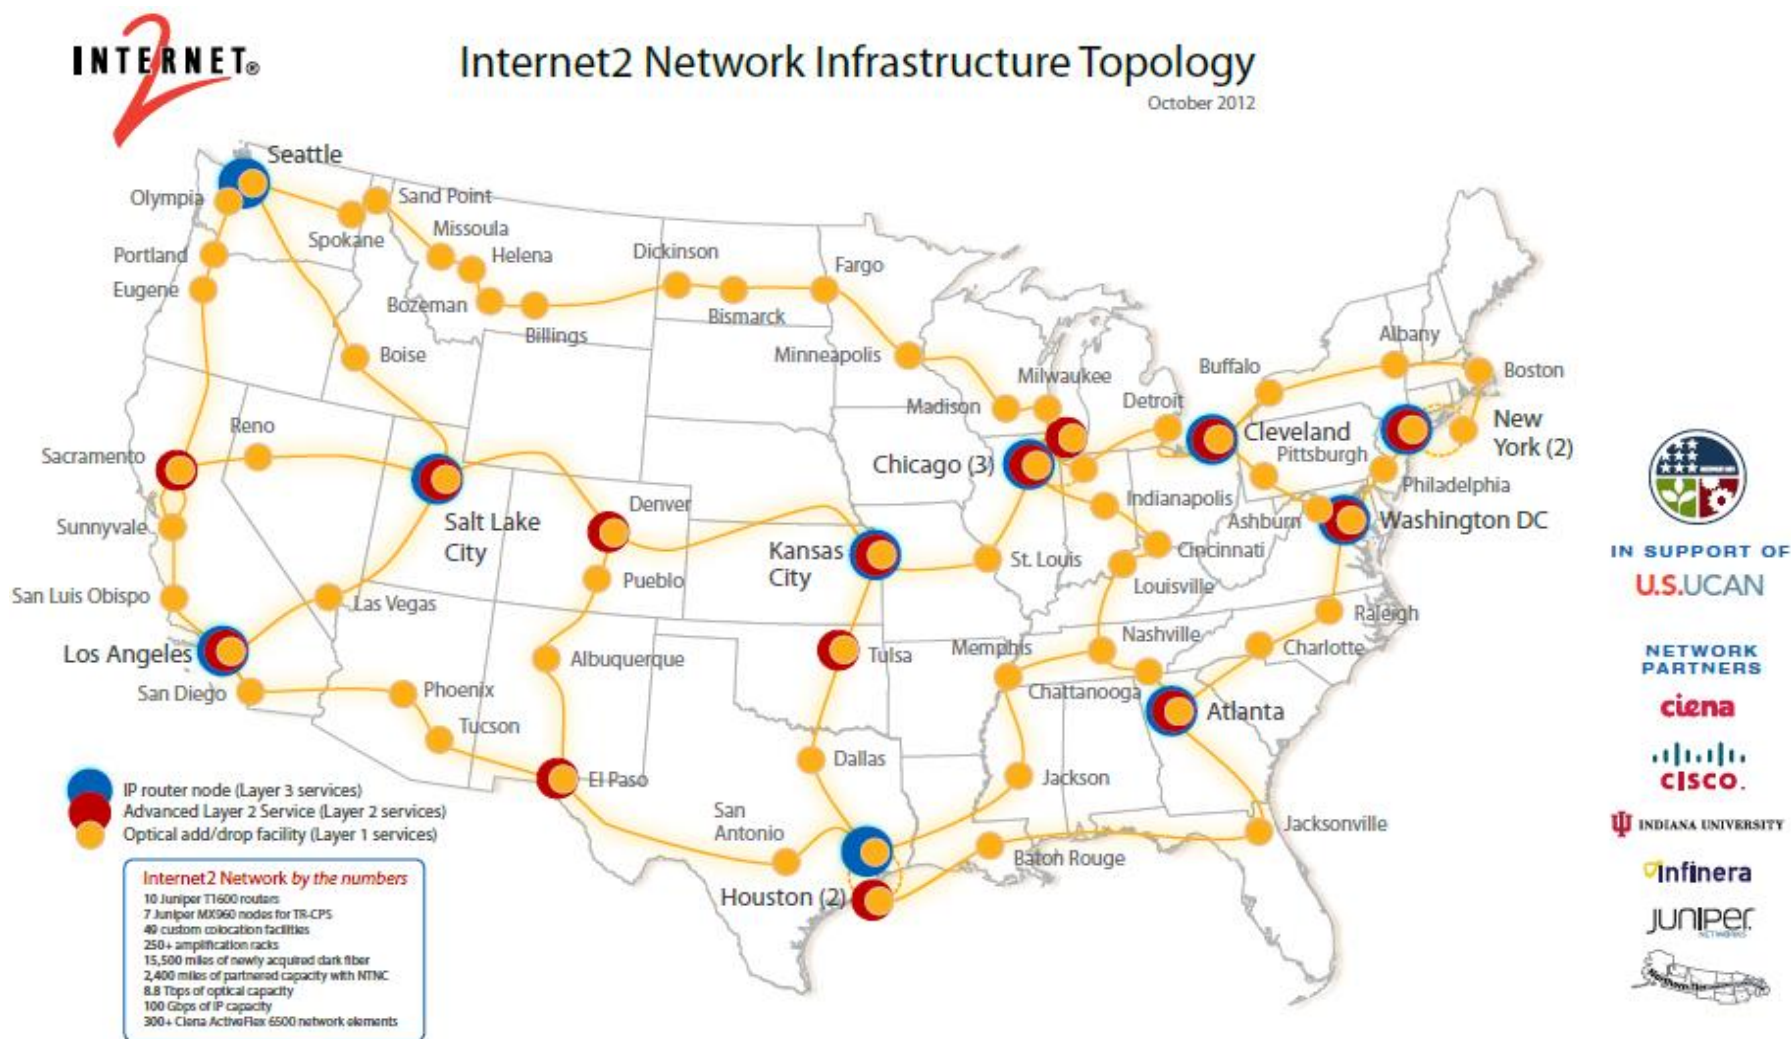 INTERNET®
2
Internet2 Network Infrastructure Topology
October 2012
Seattle
Olympia
Sand Point
Spokane
Missoula
Helena
Portland
Eugene
Bozeman
Billings
Dickinson
Bismarck
Fargo
Boise
Minneapolis
Milwaukee
Madison
Detroit
Buffalo
Albany
Boston
New
York (2)
Reno
Sacramento
Chicago (3)
Cleveland
Pittsburgh
Philadelphia
Indianapolis
Ashburn
Washington DC
Salt Lake
City
Denver
Sunnyvale
Kansas
City
St. Louis
Cincinnati
Louisville
Pueblo
San Luis Obispo
Las Vegas
Raleigh
Los Angeles
Albuquerque
Tulsa
Memphis
Nashville
Charlotte
San Diego
Phoenix
Chattanooga
Atlanta
Tucson
Dallas
El Paso
Jackson
San
Antonio
Jacksonville
Baton Rouge
Houston (2)
IP router node (Layer 3 services)
Advanced Layer 2 Service (Layer 2 services)
Optical add/drop facility (Layer 1 services)
Internet2 Network by the numbers
10 Juniper T1600 routers
7 Juniper MX960 nodes for TR-CPS
49 custom colocation facilities
250+ amplification racks
15,500 miles of newly acquired dark fiber
2,400 miles of partnered capacity with NTNC
8.8 Tbps of optical capacity
100 Gbps of IP capacity
300+ Ciena ActiveFlex 6500 network elements
IN SUPPORT OF
U.S.UCAN
NETWORK
PARTNERS
ciena
CISCO.
INDIANA UNIVERSITY
Infinera
JUNIPER
NETWORKS